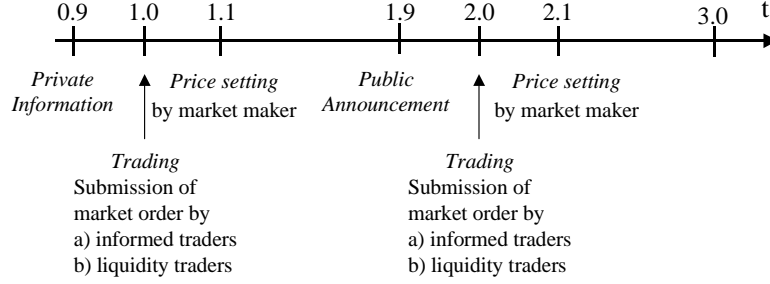 0.9 1.0 1.1 1.9 2.0 2.1 3.0 t
Private
Information
Price setting
by market maker
Public
Announcement
Price setting
by market maker
Trading
Submission of
market order by
a) informed traders
b) liquidity traders
Trading
Submission of
market order by
a) informed traders
b) liquidity traders